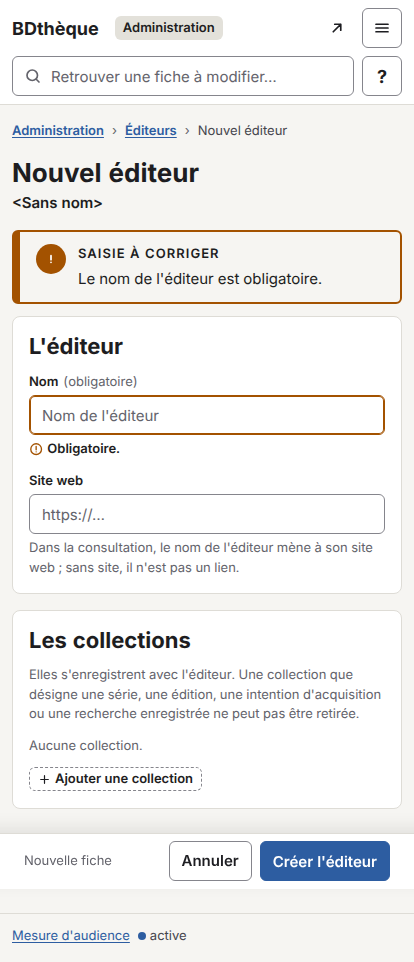 BDthèque Administration
Retrouver une fiche à modifier... ?
Administration › Éditeurs › Nouvel éditeur
Nouvel éditeur
<Sans nom>
! SAISIE À CORRIGER
Le nom de l'éditeur est obligatoire.
L'éditeur
Nom (obligatoire)
Nom de l'éditeur
Obligatoire.
Site web
https://...
Dans la consultation, le nom de l'éditeur mène à son site
web ; sans site, il n'est pas un lien.
Les collections
Elles s'enregistrent avec l'éditeur. Une collection que
désigne une série, une édition, une intention d'acquisition
ou une recherche enregistrée ne peut pas être retirée.
Aucune collection.
+ Ajouter une collection
Nouvelle fiche Annuler Créer l'éditeur
Mesure d'audience active